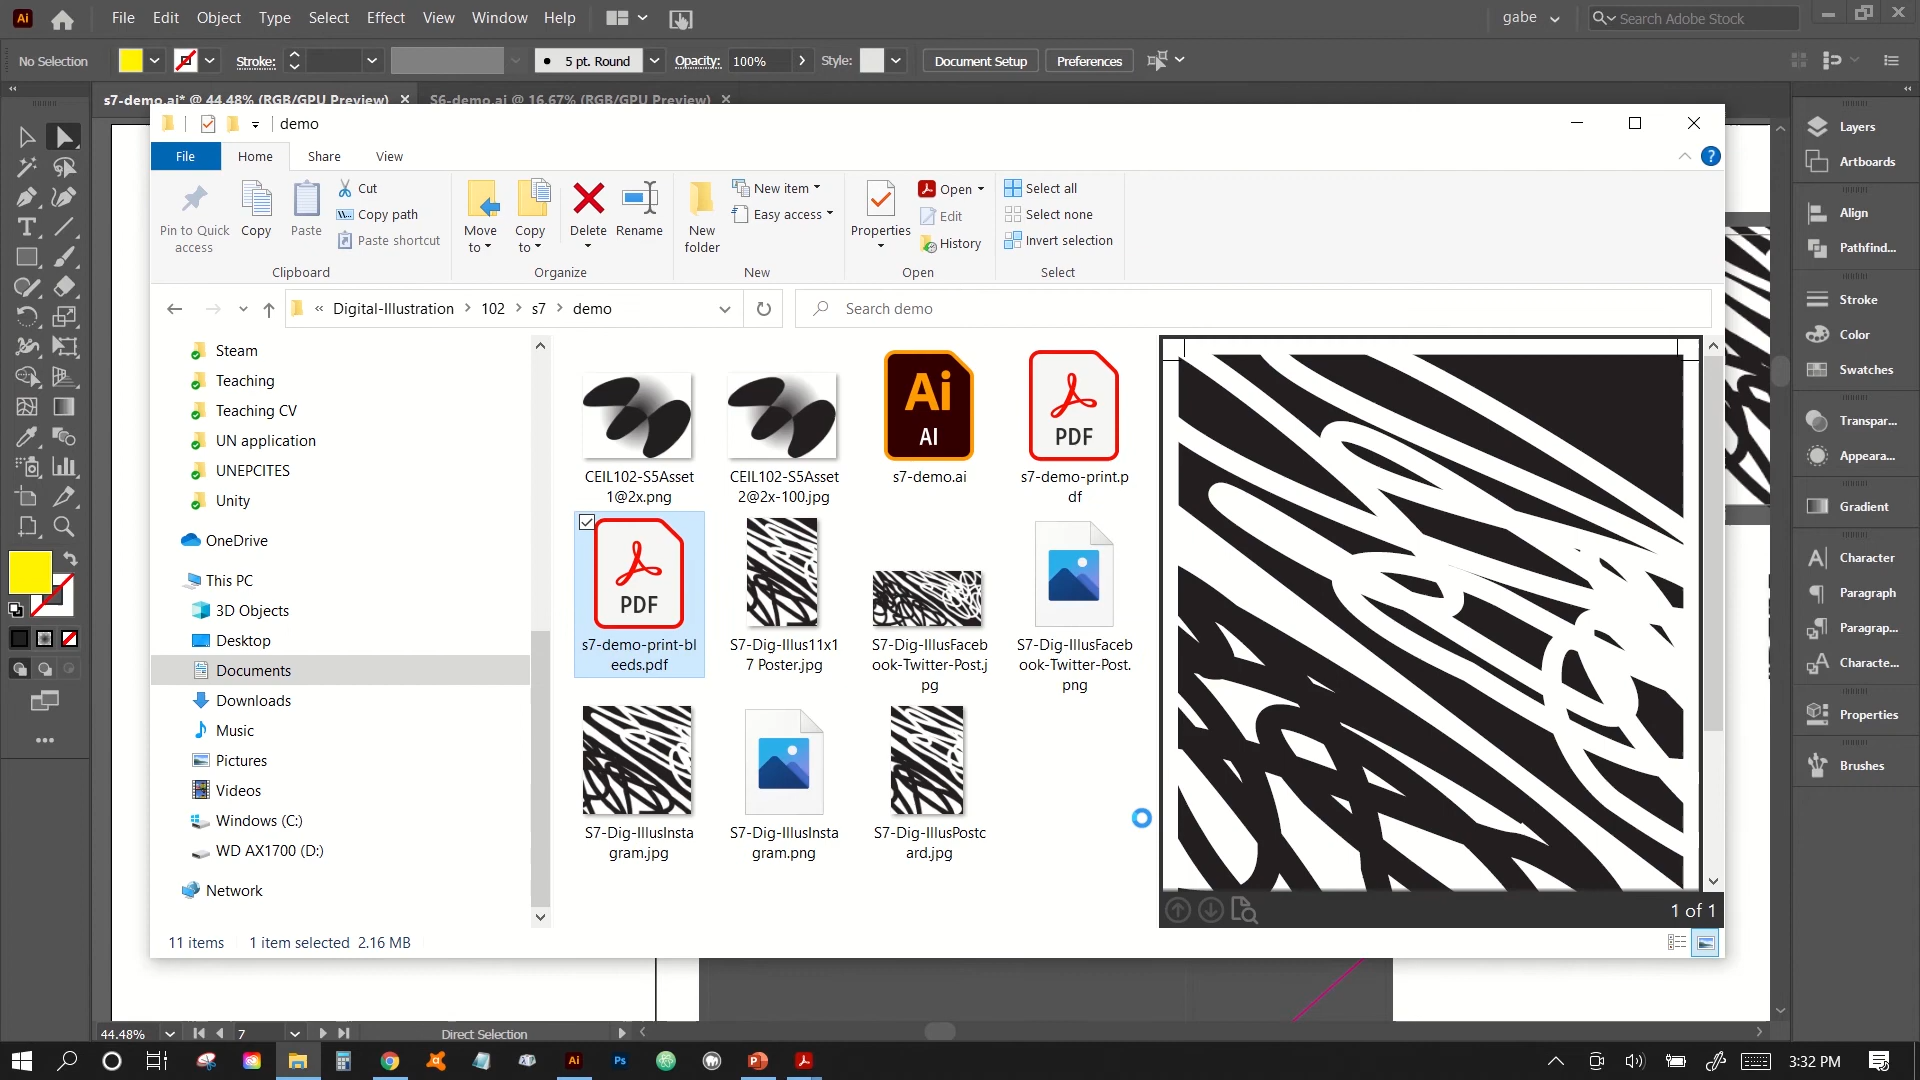 Ai File Edit Object Type Select Effect View Window Help gabe Search Adobe Stock
No Selection Stroke: 5 pt. Round Opacity: 100% Style: Document Setup Preferences
s7-demo.ai* @ 44.48% (RGB/GPU Preview) S6-demo.ai @ 16.67% (RGB/GPU Preview)
demo
File Home Share View
Pin to Quick access
Copy
Paste
Cut
Copy path
Paste shortcut
Clipboard
Move to
Copy to
Delete
Rename
Organize
New folder
New item
Easy access
New
Properties
Open
Edit
History
Open
Select all
Select none
Invert selection
Select
« Digital-Illustration 102 s7 demo
Search demo
Steam
Teaching
Teaching CV
UN application
UNEPCITES
Unity
OneDrive
This PC
3D Objects
Desktop
Documents
Downloads
Music
Pictures
Videos
Windows (C:)
WD AX1700 (D:)
Network
CEIL102-S5Asset
1@2x.png
CEIL102-S5Asset
2@2x-100.jpg
Ai
AI
s7-demo.ai
PDF
s7-demo-print.p
df
PDF
s7-demo-print-bl
eeds.pdf
S7-Dig-Illus11x1
7 Poster.jpg
S7-Dig-IllusFaceb
ook-Twitter-Post.j
pg
S7-Dig-IllusFaceb
ook-Twitter-Post.
png
S7-Dig-IllusInsta
gram.jpg
S7-Dig-IllusInsta
gram.png
S7-Dig-IllusPostc
ard.jpg
1 of 1
11 items 1 item selected 2.16 MB
Layers
Artboards
Align
Pathfind...
Stroke
Color
Swatches
Transpar...
Appeara...
Gradient
Character
Paragraph
Paragrap...
Characte...
Properties
Brushes
44.48% 7 Direct Selection
Ai Ps 3:32 PM